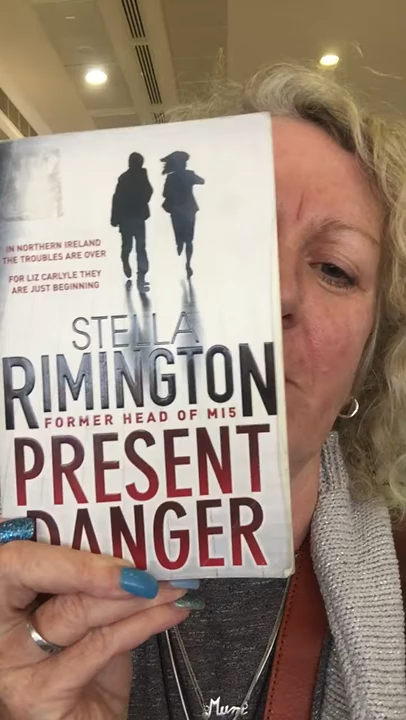 IN NORTHERN IRELAND
THE TROUBLES ARE OVER
FOR LIZ CARLYLE THEY
ARE JUST BEGINNING
STELLA
RIMINGTON
FORMER HEAD OF MI5
PRESENT
DANGER
Mum